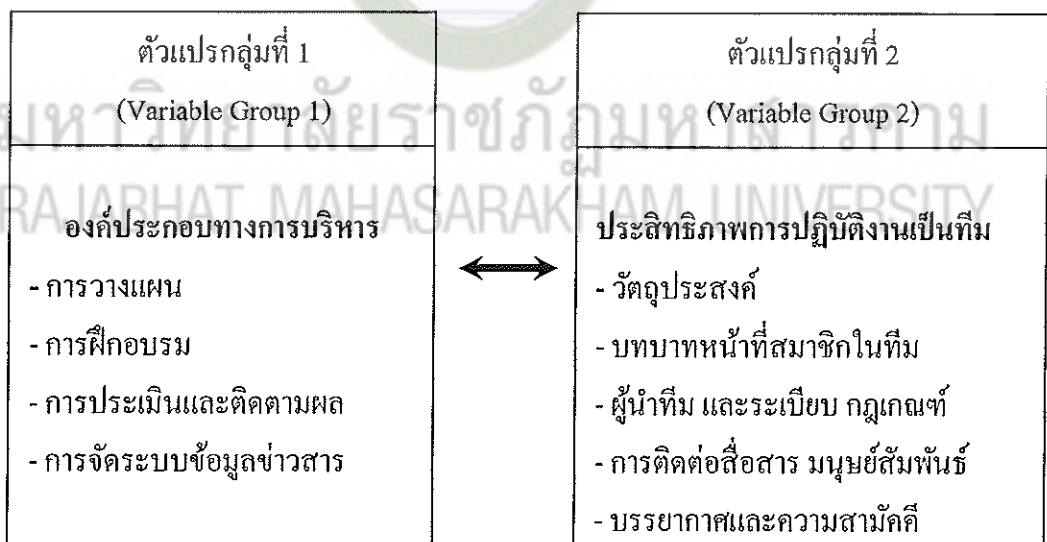 ตัวแปรกลุ่มที่ 1
(Variable Group 1)
องค์ประกอบทางการบริหาร
- การวางแผน
- การฝึกอบรม
- การประเมินและติดตามผล
- การจัดระบบข้อมูลข่าวสาร
ตัวแปรกลุ่มที่ 2
(Variable Group 2)
ประสิทธิภาพการปฏิบัติงานเป็นทีม
- วัตถุประสงค์
- บทบาทหน้าที่สมาชิกในทีม
- ผู้นำทีม และระเบียบ กฎเกณฑ์
- การติดต่อสื่อสาร มนุษย์สัมพันธ์
- บรรยากาศและความสามัคคี
มหาวิทยาลัยราชภัฏมหาสารคาม
RAJABHAT MAHASARAKHAM UNIVERSITY